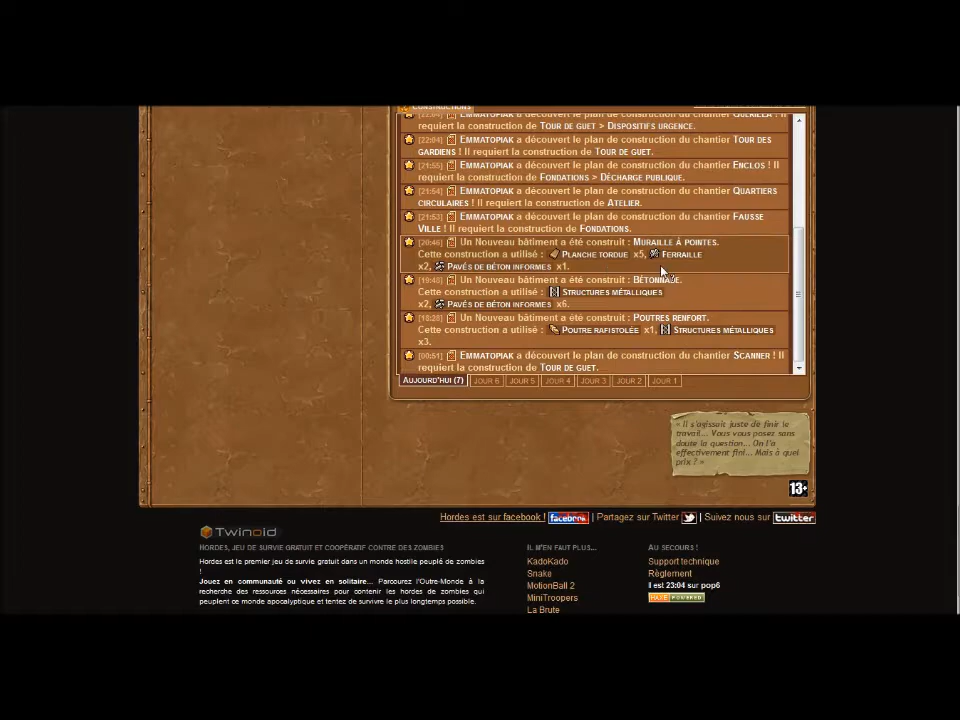 CONSTRUCTIONS
[22:04] EMMATOPIAK a découvert le plan de construction du chantier GUÉRILLA ! Il
requiert la construction de TOUR DE GUET > DISPOSITIFS URGENCE.
[22:04] EMMATOPIAK a découvert le plan de construction du chantier TOUR DES
GARDIENS ! Il requiert la construction de TOUR DE GUET.
[21:55] EMMATOPIAK a découvert le plan de construction du chantier ENCLOS ! Il
requiert la construction de FONDATIONS > DÉCHARGE PUBLIQUE.
[21:54] EMMATOPIAK a découvert le plan de construction du chantier QUARTIERS
CIRCULAIRES ! Il requiert la construction de ATELIER.
[21:53] EMMATOPIAK a découvert le plan de construction du chantier FAUSSE
VILLE ! Il requiert la construction de FONDATIONS.
[20:46] Un Nouveau bâtiment a été construit : MURAILLE À POINTES.
Cette construction a utilisé : PLANCHE TORDUE x5, FERRAILLE
x2, PAVÉS DE BÉTON INFORMES x1.
[19:48] Un Nouveau bâtiment a été construit : BÉTONNADE.
Cette construction a utilisé : STRUCTURES MÉTALLIQUES
x2, PAVÉS DE BÉTON INFORMES x6.
[18:28] Un Nouveau bâtiment a été construit : POUTRES RENFORT.
Cette construction a utilisé : POUTRE RAFISTOLÉE x1, STRUCTURES MÉTALLIQUES
x3.
[00:51] EMMATOPIAK a découvert le plan de construction du chantier SCANNER ! Il
requiert la construction de TOUR DE GUET.
AUJOURD'HUI (7) JOUR 6 JOUR 5 JOUR 4 JOUR 3 JOUR 2 JOUR 1
« Il s'agissait juste de finir le
travail... Vous vous posez sans
doute la question... On l'a
effectivement fini... Mais à quel
prix ? »
13+
Hordes est sur facebook ! facebook | Partagez sur Twitter | Suivez nous sur twitter
Twinoid
HORDES, JEU DE SURVIE GRATUIT ET COOPÉRATIF CONTRE DES ZOMBIES
Hordes est le premier jeu de survie gratuit dans un monde hostile peuplé de zombies
!
Jouez en communauté ou vivez en solitaire... Parcourez l'Outre-Monde à la
recherche des ressources nécessaires pour contenir les hordes de zombies qui
peuplent ce monde apocalyptique et tentez de survivre le plus longtemps possible.
IL M'EN FAUT PLUS...
KadoKado
Snake
MotionBall 2
MiniTroopers
La Brute
AU SECOURS !
Support technique
Règlement
Il est 23:04 sur pop6
HAXE POWERED